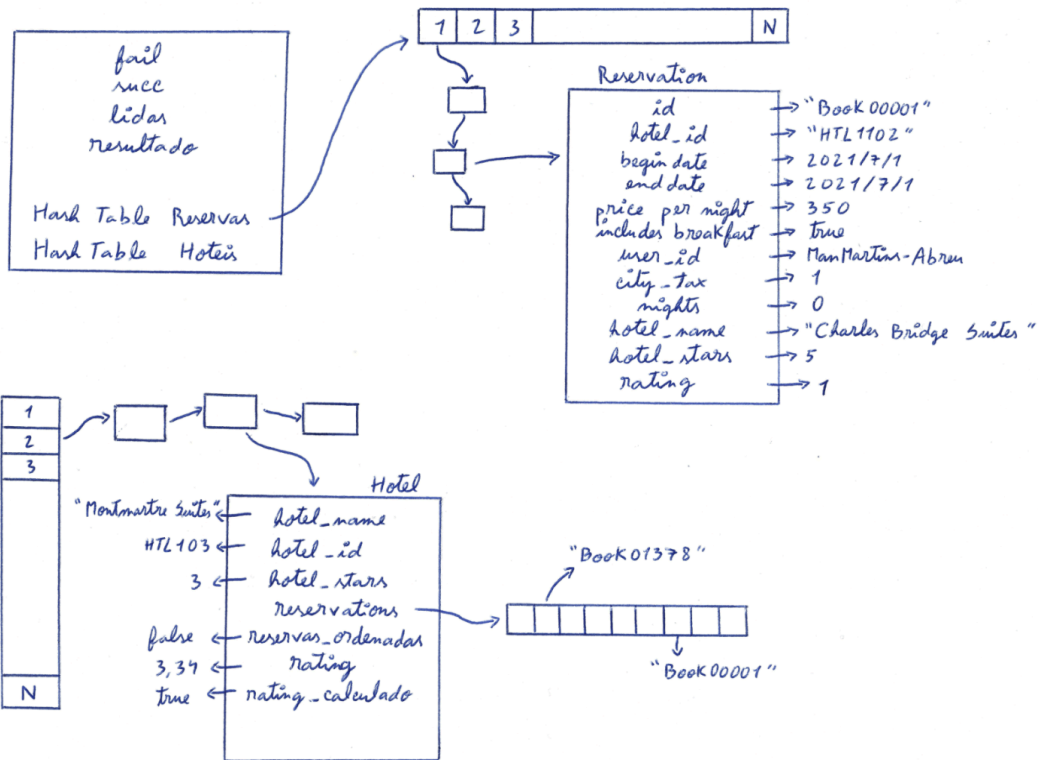 fail
succ
lidas
resultado
Hash Table Reservas
Hash Table Hoteis
1 2 3 N
Reservation
id → "Book00001"
hotel_id → "HTL1102"
begin date → 2021/7/1
end date → 2021/7/1
price per night → 350
includes breakfast → true
user_id → ManMartins-Abreu
city_tax → 1
nights → 0
hotel_name → "Charles Bridge Suites"
hotel_stars → 5
rating → 1
1
2
3
N
Hotel
"Montmartre Suites" ← hotel_name
HTL103 ← hotel_id
3 ← hotel_stars
reservations
false ← reservas_ordenadas
3,34 ← rating
true ← rating_calculado
"Book01378"
"Book00001"